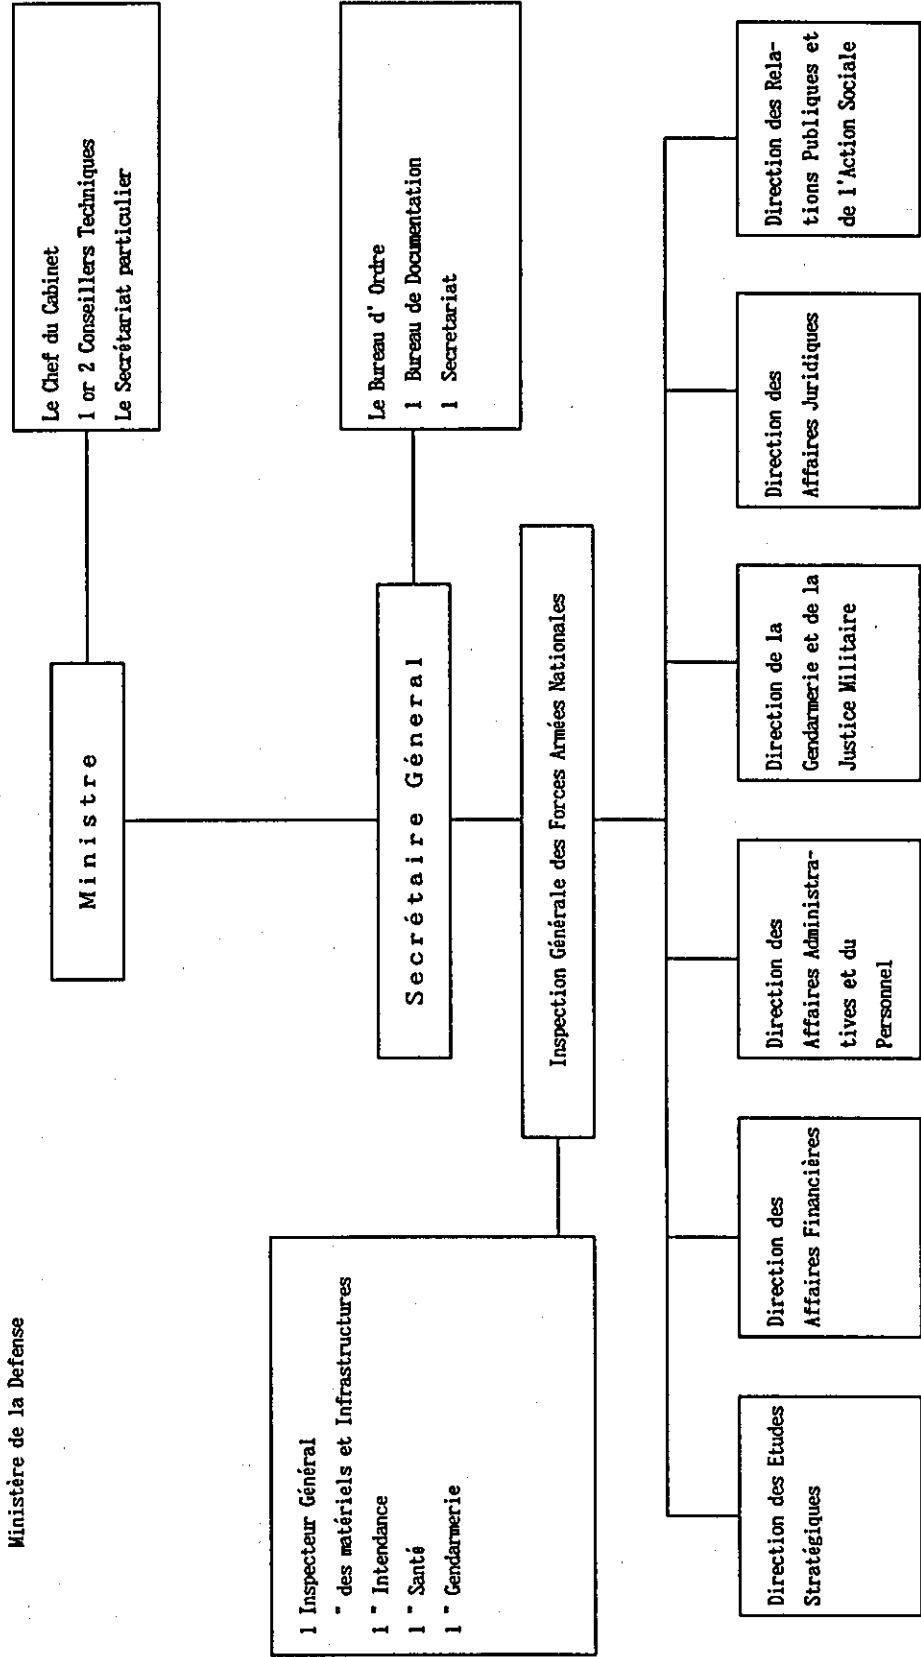 Ministère de la Defense
Ministre
Le Chef du Cabinet
1 or 2 Conseillers Techniques
Le Secrétariat particulier
Secrétaire Géneral
Le Bureau d' Ordre
1 Bureau de Documentation
1 Secretariat
Inspection Générale des Forces Armées Nationales
1 Inspecteur Général
" des matériels et Infrastructures
1 " Intendance
1 " Santé
1 " Gendarmerie
Direction des Etudes
Stratégiques
Direction des
Affaires Financières
Direction des
Affaires Administra-
tives et du
Personnel
Direction de la
Gendarmerie et de la
Justice Militaire
Direction des
Affaires Juridiques
Direction des Rela-
tions Publiques et
de l'Action Sociale